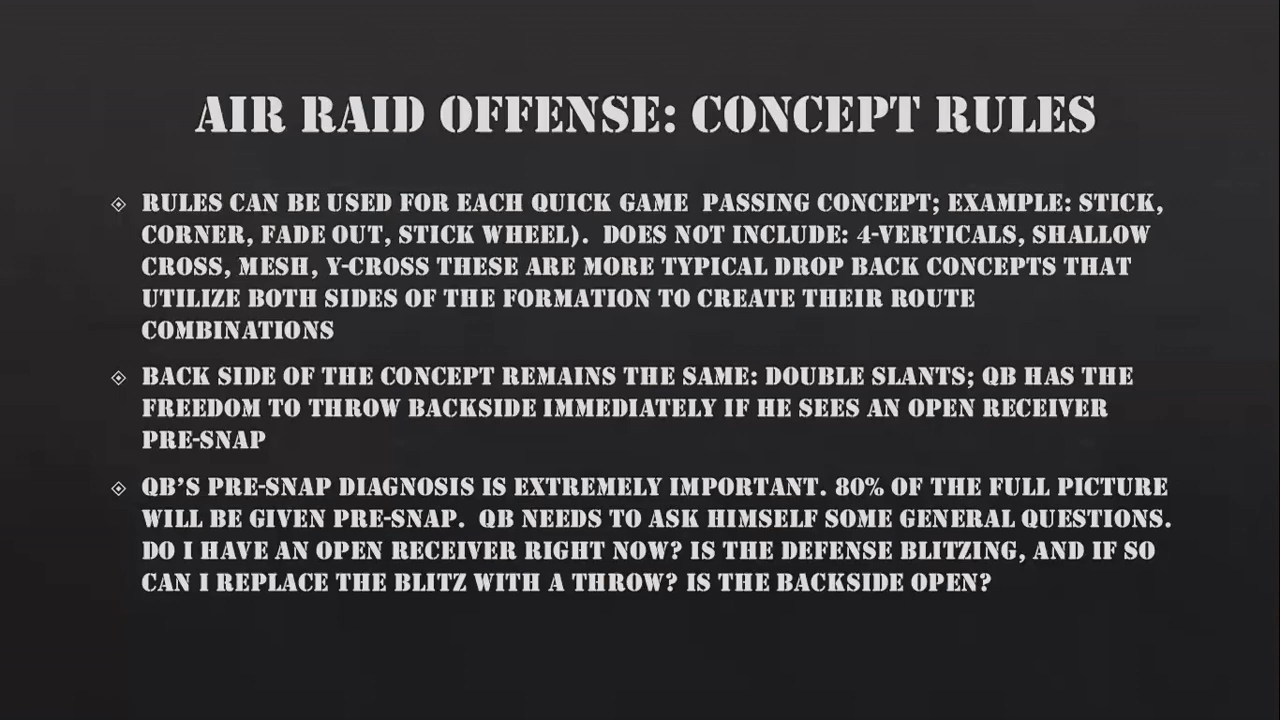 AIR RAID OFFENSE: CONCEPT RULES
RULES CAN BE USED FOR EACH QUICK GAME PASSING CONCEPT; EXAMPLE: STICK,
CORNER, FADE OUT, STICK WHEEL). DOES NOT INCLUDE: 4-VERTICALS, SHALLOW
CROSS, MESH, Y-CROSS THESE ARE MORE TYPICAL DROP BACK CONCEPTS THAT
UTILIZE BOTH SIDES OF THE FORMATION TO CREATE THEIR ROUTE
COMBINATIONS
BACK SIDE OF THE CONCEPT REMAINS THE SAME: DOUBLE SLANTS; QB HAS THE
FREEDOM TO THROW BACKSIDE IMMEDIATELY IF HE SEES AN OPEN RECEIVER
PRE-SNAP
QB'S PRE-SNAP DIAGNOSIS IS EXTREMELY IMPORTANT. 80% OF THE FULL PICTURE
WILL BE GIVEN PRE-SNAP. QB NEEDS TO ASK HIMSELF SOME GENERAL QUESTIONS.
DO I HAVE AN OPEN RECEIVER RIGHT NOW? IS THE DEFENSE BLITZING, AND IF SO
CAN I REPLACE THE BLITZ WITH A THROW? IS THE BACKSIDE OPEN?